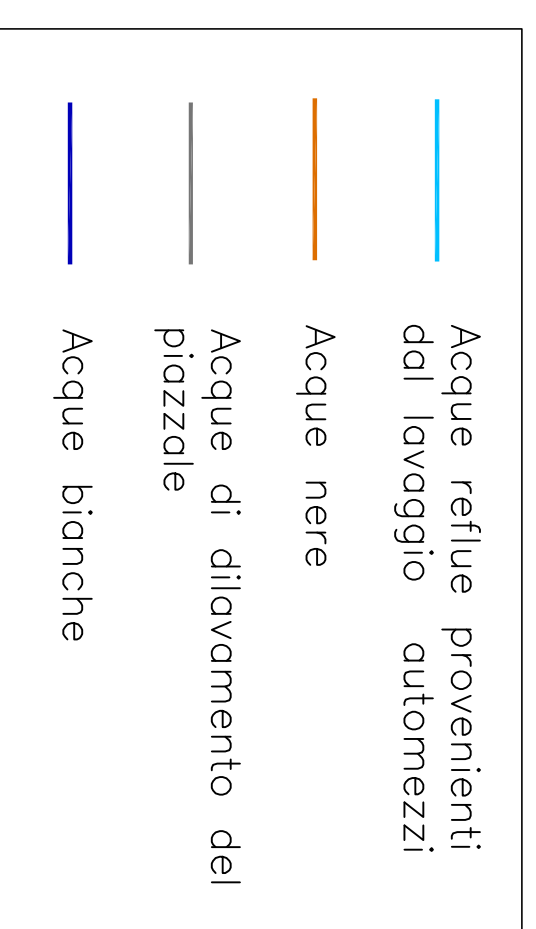 Acque reflue provenienti
dal lavaggio automezzi
Acque nere
Acque di dilavamento del
piazzale
Acque bianche